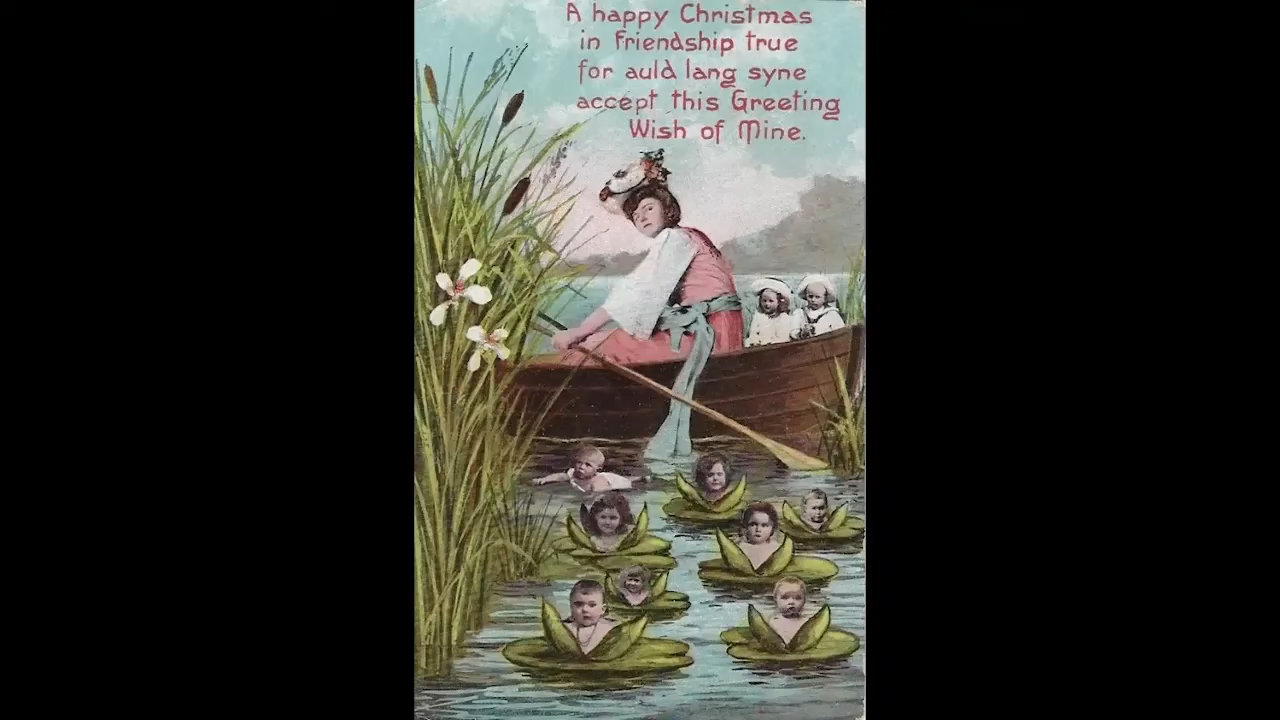 A happy Christmas
in Friendship true
for auld lang syne
accept this Greeting
Wish of Mine.